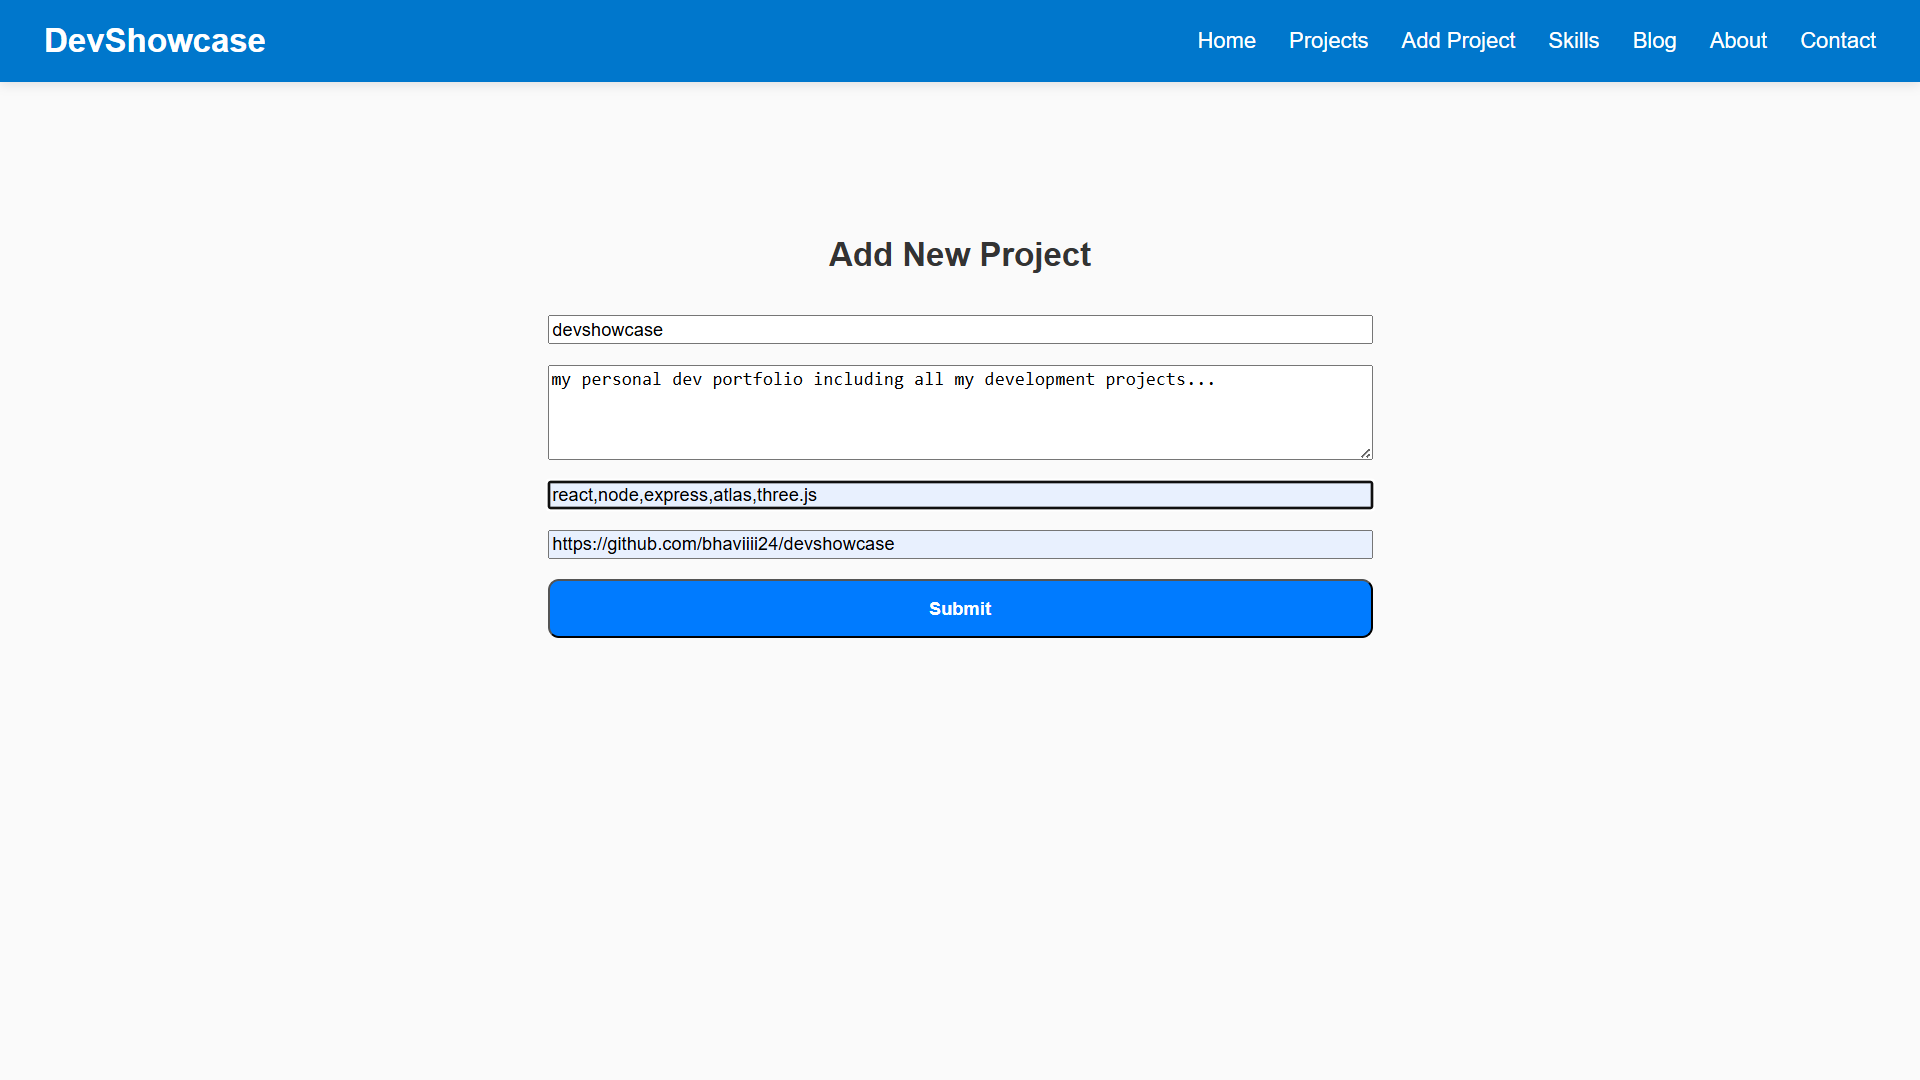 DevShowcase
Home Projects Add Project Skills Blog About Contact
Add New Project
devshowcase
my personal dev portfolio including all my development projects...
react,node,express,atlas,three.js
https://github.com/bhaviiii24/devshowcase
Submit